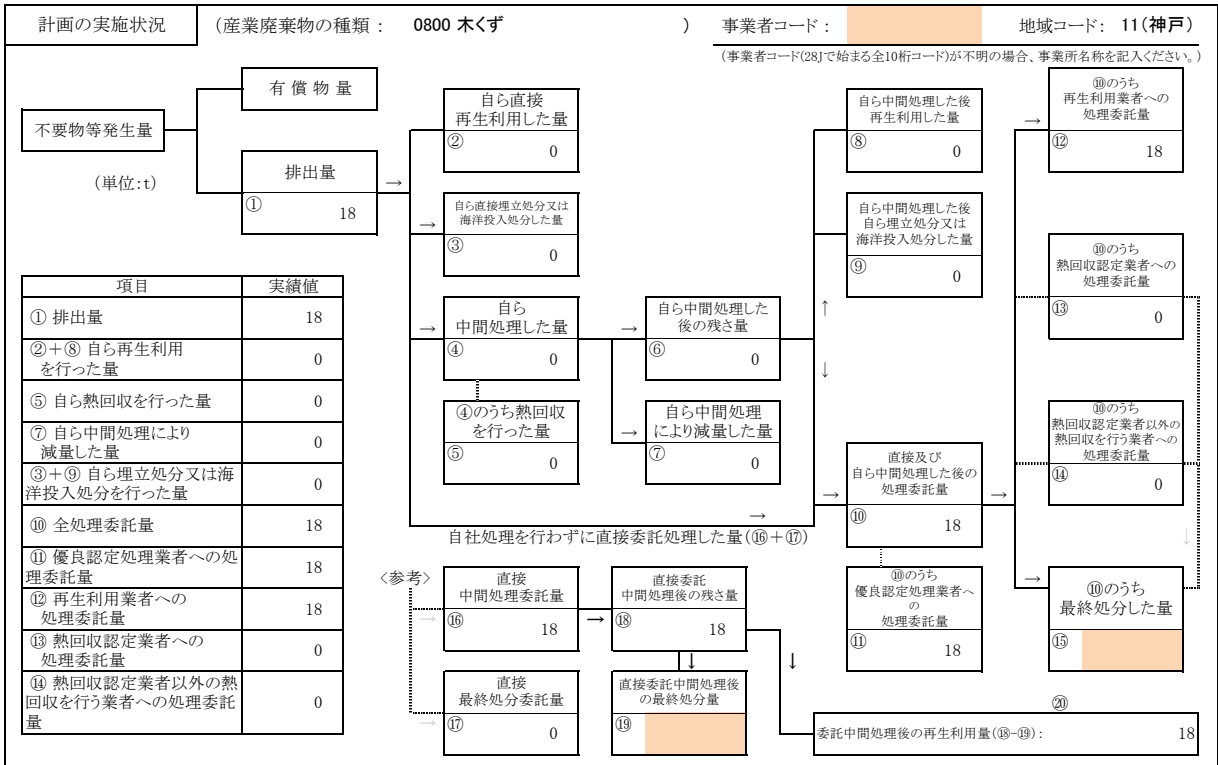 計画の実施状況 (産業廃棄物の種類： 0800 木くず ) 事業者コード： 地域コード： 11(神戸)
(事業者コード(28Jで始まる全10桁コード)が不明の場合、事業所名称を記入ください。)
不要物等発生量
(単位:t)
有 償 物 量
排出量
① 18
→
自ら直接
再生利用した量
② 0
→
自ら直接埋立処分又は
海洋投入処分した量
③ 0
→
自ら
中間処理した量
④ 0
④のうち熱回収
を行った量
⑤ 0
→
自ら中間処理した
後の残さ量
⑥ 0
→
自ら中間処理
により減量した量
⑦ 0
自ら中間処理した後
再生利用した量
⑧ 0
自ら中間処理した後
自ら埋立処分又は
海洋投入処分した量
⑨ 0
↑
↓
→
自社処理を行わずに直接委託処理した量(⑯＋⑰)
→
直接及び
自ら中間処理した後の
処理委託量
⑩ 18
→
⑩のうち
優良認定処理業者へ
の
処理委託量
⑪ 18
→
⑩のうち
再生利用業者への
処理委託量
⑫ 18
⑩のうち
熱回収認定業者への
処理委託量
⑬ 0
⑩のうち
熱回収認定業者以外の
熱回収を行う業者への
処理委託量
⑭ 0
↓
→
⑩のうち
最終処分した量
⑮
項目 実績値
① 排出量 18
②＋⑧ 自ら再生利用
を行った量 0
⑤ 自ら熱回収を行った量 0
⑦ 自ら中間処理により
減量した量 0
③＋⑨ 自ら埋立処分又は海
洋投入処分を行った量 0
⑩ 全処理委託量 18
⑪ 優良認定処理業者への処
理委託量 18
⑫ 再生利用業者への
処理委託量 18
⑬ 熱回収認定業者への
処理委託量 0
⑭ 熱回収認定業者以外の熱
回収を行う業者への処理委託
量 0
〈参考〉
→
直接
中間処理委託量
⑯ 18
→
直接委託
中間処理後の残さ量
⑱ 18
→
直接
最終処分委託量
⑰ 0
↓
直接委託中間処理後
の最終処分量
⑲
↓
⑳
委託中間処理後の再生利用量(⑱-⑲)： 18